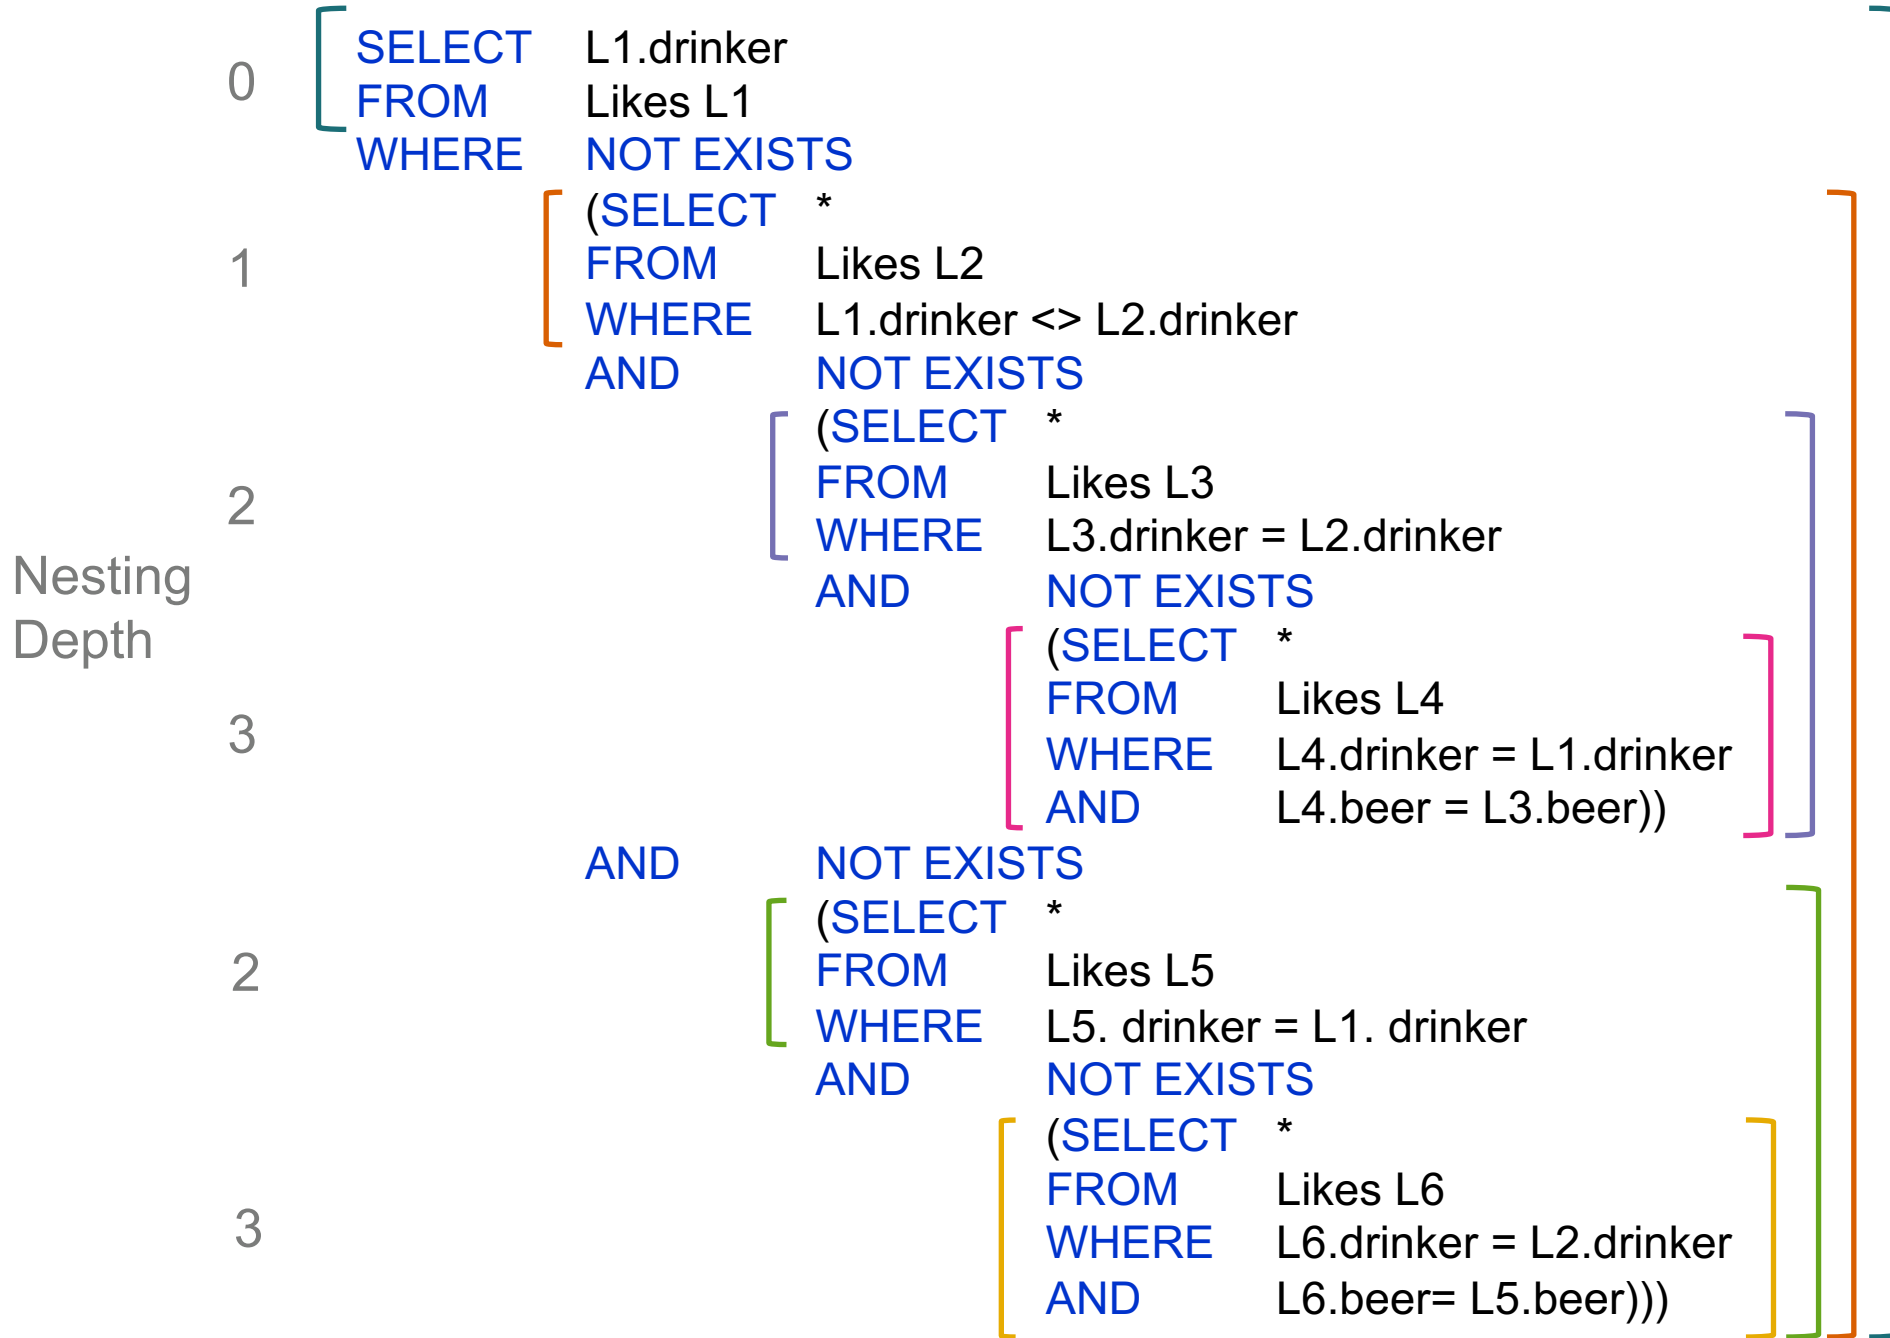 0
SELECT L1.drinker
FROM Likes L1
WHERE NOT EXISTS
1
(SELECT *
FROM Likes L2
WHERE L1.drinker <> L2.drinker
AND NOT EXISTS
2
(SELECT *
FROM Likes L3
WHERE L3.drinker = L2.drinker
AND NOT EXISTS
Nesting
Depth
3
(SELECT *
FROM Likes L4
WHERE L4.drinker = L1.drinker
AND L4.beer = L3.beer))
AND NOT EXISTS
2
(SELECT *
FROM Likes L5
WHERE L5. drinker = L1. drinker
AND NOT EXISTS
3
(SELECT *
FROM Likes L6
WHERE L6.drinker = L2.drinker
AND L6.beer= L5.beer)))